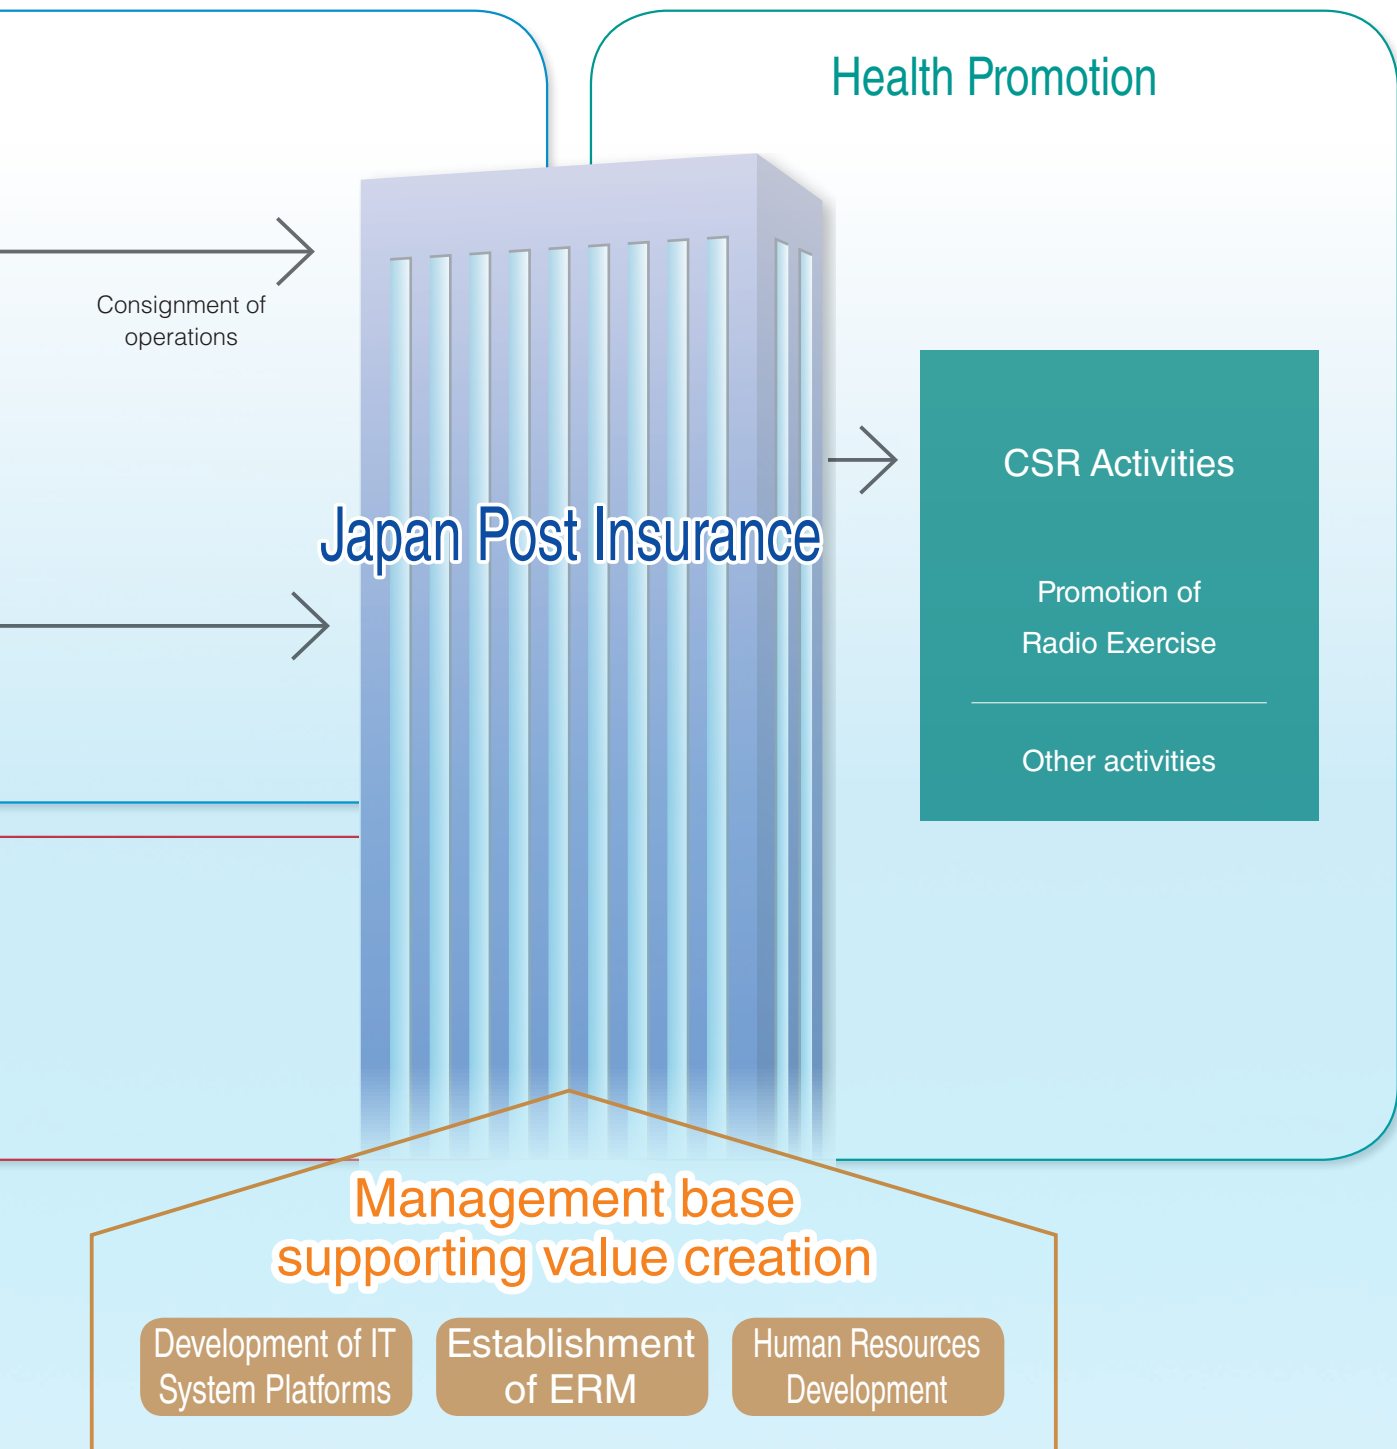 Health Promotion
Consignment of
operations
Japan Post Insurance
CSR Activities
Promotion of
Radio Exercise
Other activities
Management base
supporting value creation
Development of IT
System Platforms
Establishment
of ERM
Human Resources
Development